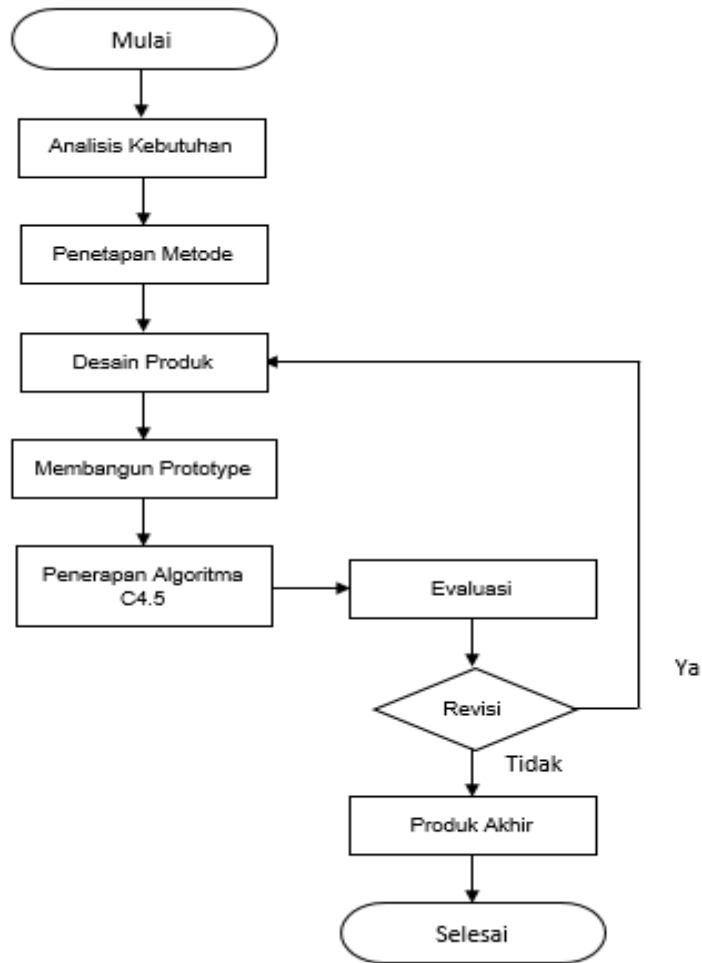 Mulai
Analisis Kebutuhan
Penetapan Metode
Desain Produk
Membangun Prototype
Penerapan Algoritma
C4.5
Evaluasi
Revisi
Ya
Tidak
Produk Akhir
Selesai